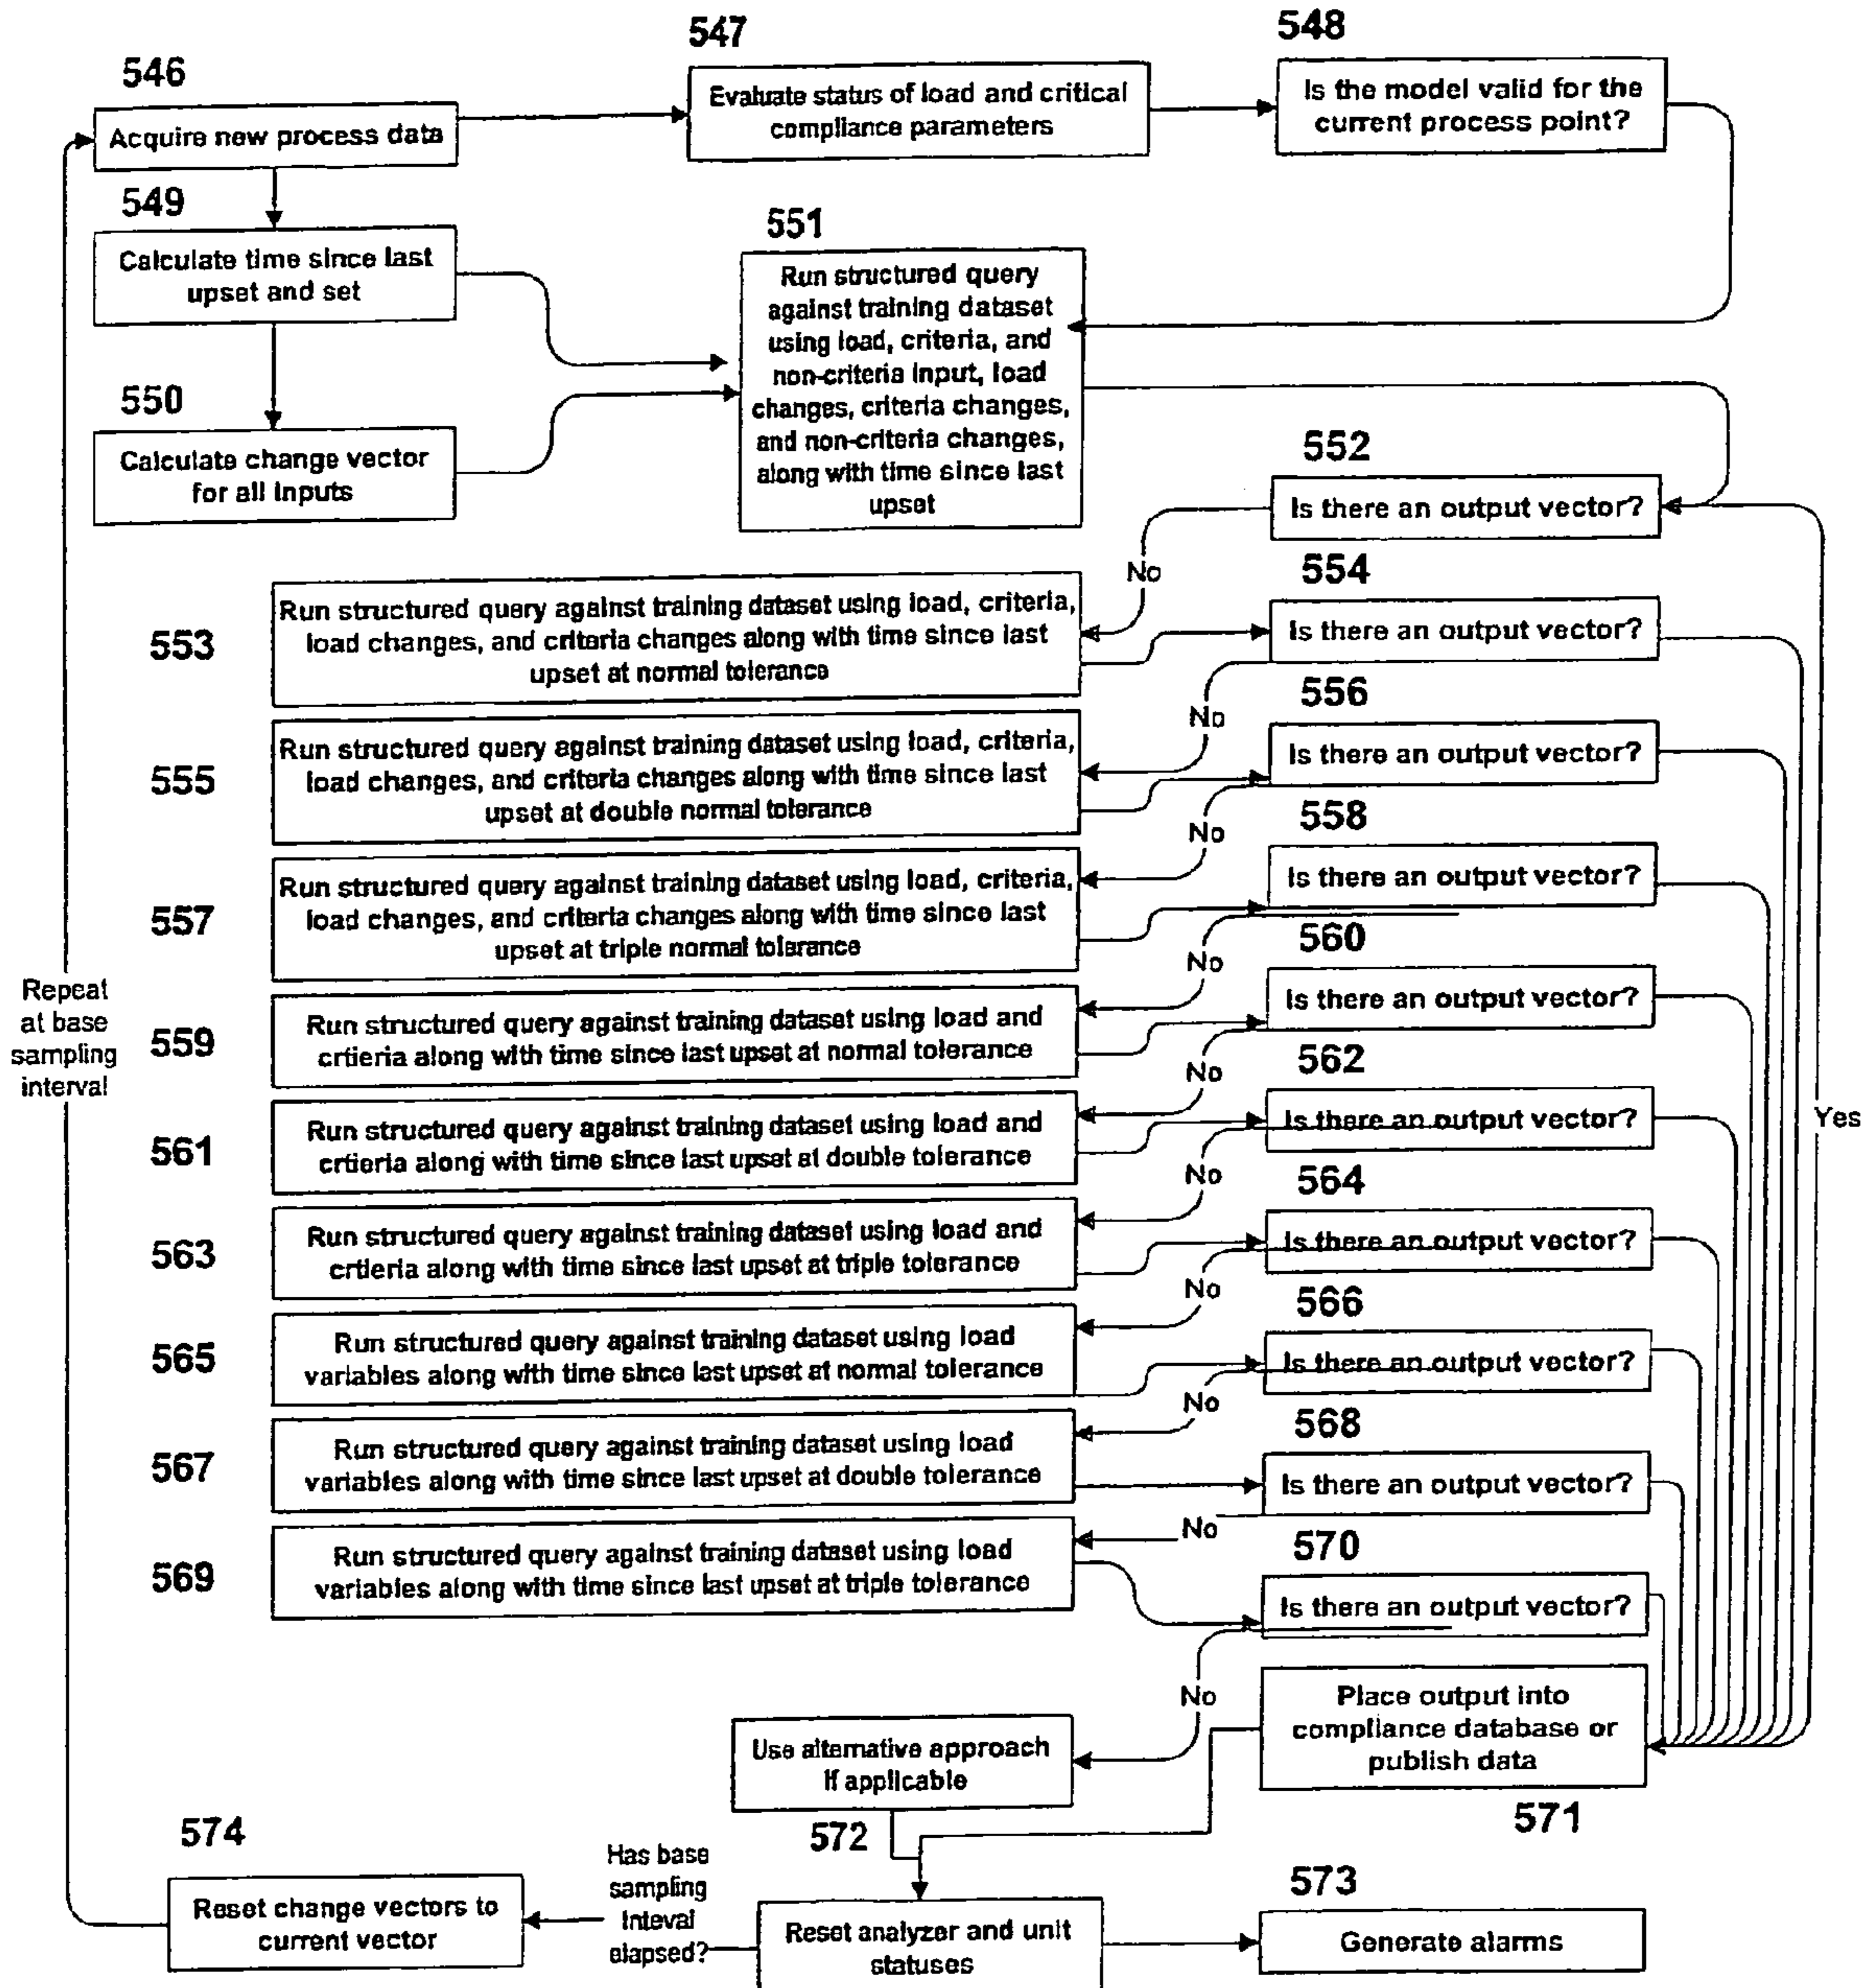 547
548
546
Evaluate status of load and critical
compliance parameters
Is the model valid for the
current process point?
Acquire new process data
549
551
Calculate time since last
upset and set
Run structured query
against training dataset
using load, criteria, and
non-criteria input, load
changes, criteria changes,
and non-criteria changes,
along with time since last
upset
550
Calculate change vector
for all inputs
552
Is there an output vector?
No
554
553
Run structured query against training dataset using load, criteria,
load changes, and criteria changes along with time since last
upset at normal tolerance
Is there an output vector?
No
556
555
Run structured query against training dataset using load, criteria,
load changes, and criteria changes along with time since last
upset at double normal tolerance
Is there an output vector?
No
558
557
Run structured query against training dataset using load, criteria,
load changes, and criteria changes along with time since last
upset at triple normal tolerance
Is there an output vector?
No
560
Repeat
at base
sampling
interval
559
Run structured query against training dataset using load and
crtieria along with time since last upset at normal tolerance
Is there an output vector?
No
562
561
Run structured query against training dataset using load and
crtieria along with time since last upset at double tolerance
Is there an output vector?
Yes
No
564
563
Run structured query against training dataset using load and
crtieria along with time since last upset at triple tolerance
Is there an output vector?
No
566
565
Run structured query against training dataset using load
variables along with time since last upset at normal tolerance
Is there an output vector?
No
568
567
Run structured query against training dataset using load
variables along with time since last upset at double tolerance
Is there an output vector?
No
570
569
Run structured query against training dataset using load
variables along with time since last upset at triple tolerance
Is there an output vector?
No
Place output into
compliance database or
publish data
571
Use alternative approach
if applicable
572
574
Reset change vectors to
current vector
Has base
sampling
inteval
elapsed?
Reset analyzer and unit
statuses
573
Generate alarms